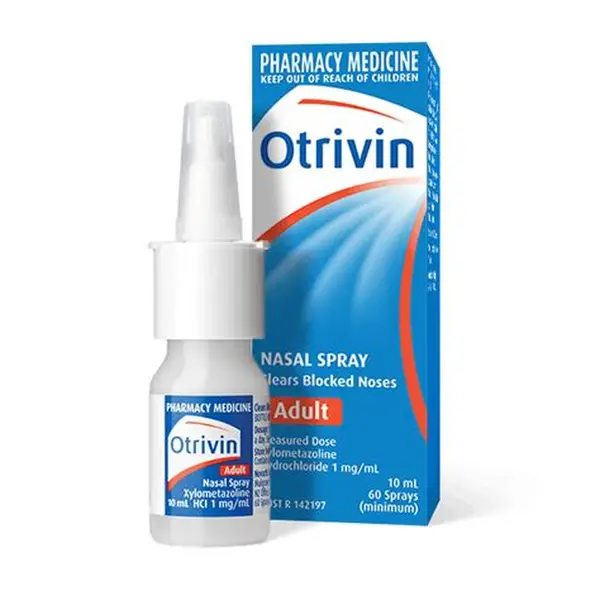 PHARMACY MEDICINE
KEEP OUT OF REACH OF CHILDREN
Otrivin
NASAL SPRAY
Clears Blocked Noses
Adult
Measured Dose
Xylometazoline
Hydrochloride 1 mg/mL
10 mL
60 Sprays
(minimum)
AUST R 142197
PHARMACY MEDICINE
Otrivin
Adult
Nasal Spray
Xylometazoline
10 mL HCl 1 mg/mL